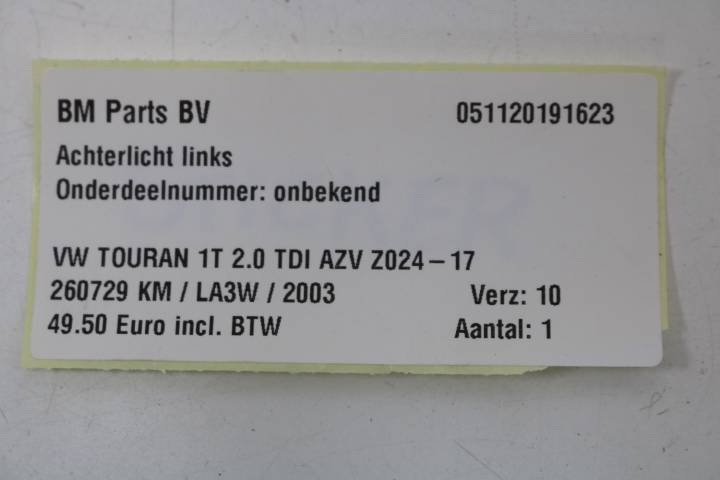 BM Parts BV 051120191623
Achterlicht links
Onderdeelnummer: onbekend
VW TOURAN 1T 2.0 TDI AZV Z024-17
260729 KM / LA3W / 2003 Verz: 10
49.50 Euro incl. BTW Aantal: 1